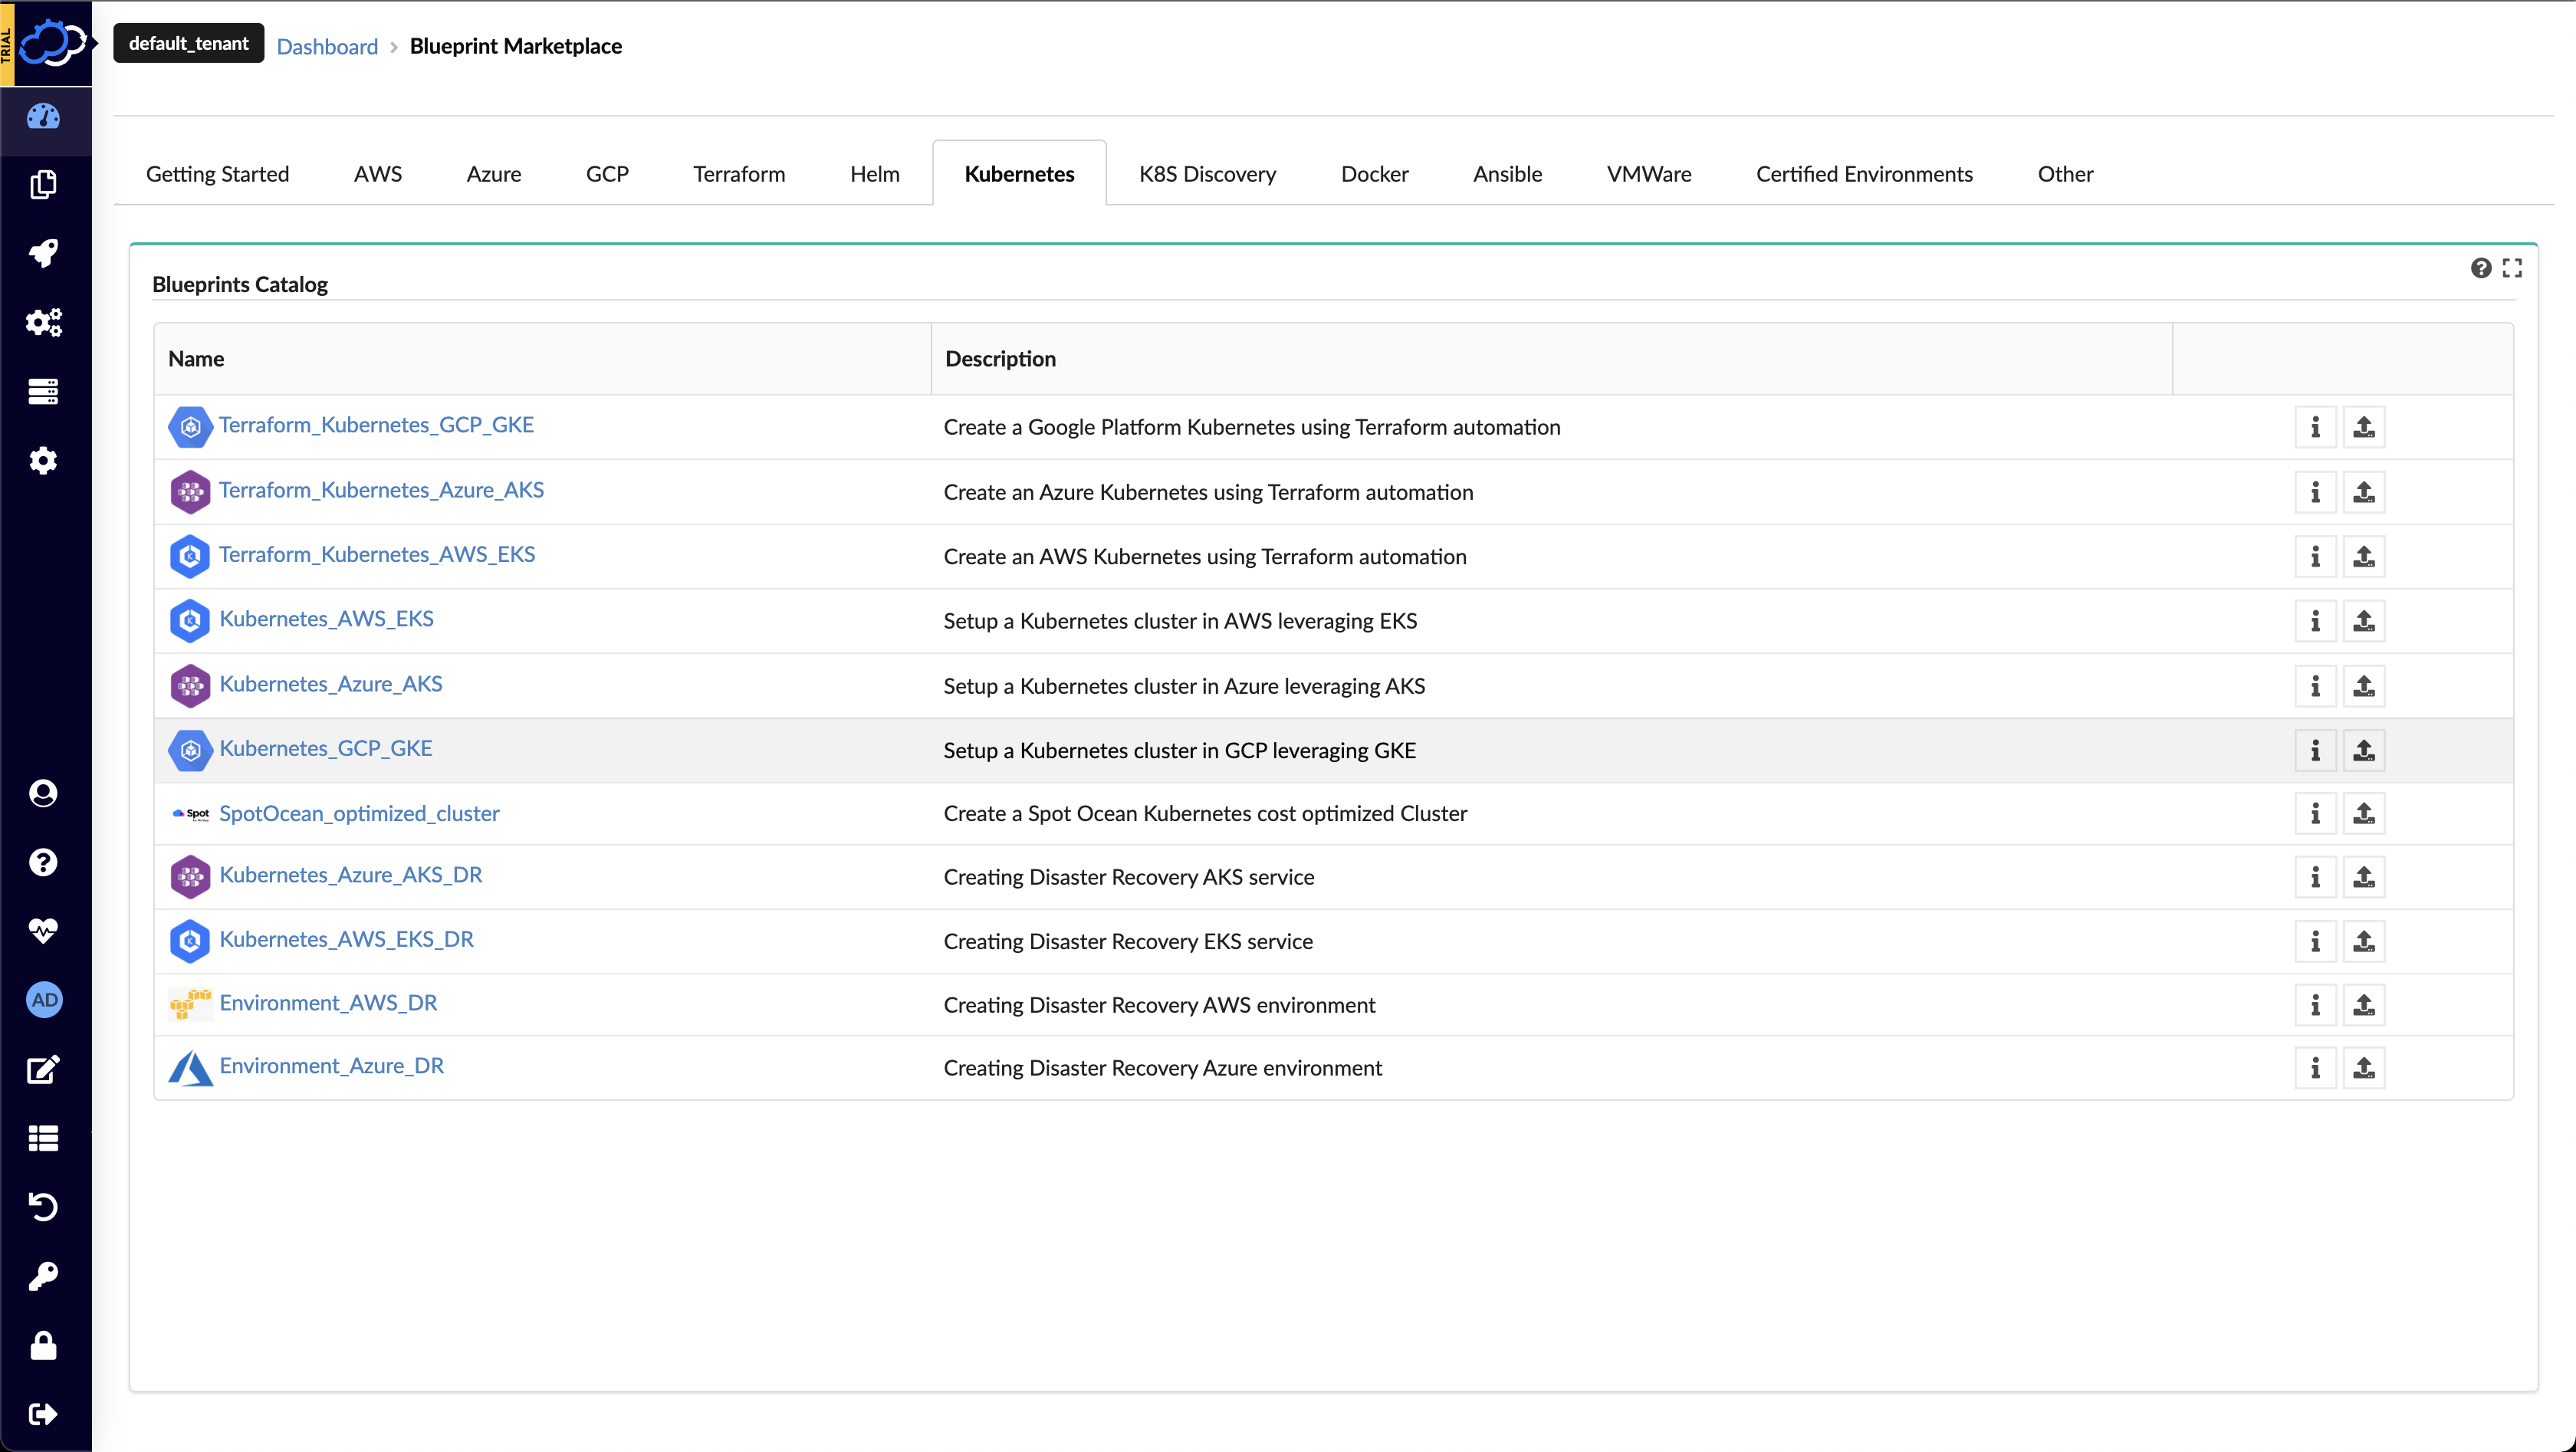 TRIAL
default_tenant
Dashboard > Blueprint Marketplace
Getting Started AWS Azure GCP Terraform Helm Kubernetes K8S Discovery Docker Ansible VMWare Certified Environments Other
Blueprints Catalog
Name Description
Terraform_Kubernetes_GCP_GKE Create a Google Platform Kubernetes using Terraform automation
Terraform_Kubernetes_Azure_AKS Create an Azure Kubernetes using Terraform automation
Terraform_Kubernetes_AWS_EKS Create an AWS Kubernetes using Terraform automation
Kubernetes_AWS_EKS Setup a Kubernetes cluster in AWS leveraging EKS
Kubernetes_Azure_AKS Setup a Kubernetes cluster in Azure leveraging AKS
Kubernetes_GCP_GKE Setup a Kubernetes cluster in GCP leveraging GKE
Spot SpotOcean_optimized_cluster Create a Spot Ocean Kubernetes cost optimized Cluster
Kubernetes_Azure_AKS_DR Creating Disaster Recovery AKS service
Kubernetes_AWS_EKS_DR Creating Disaster Recovery EKS service
Environment_AWS_DR Creating Disaster Recovery AWS environment
Environment_Azure_DR Creating Disaster Recovery Azure environment
AD